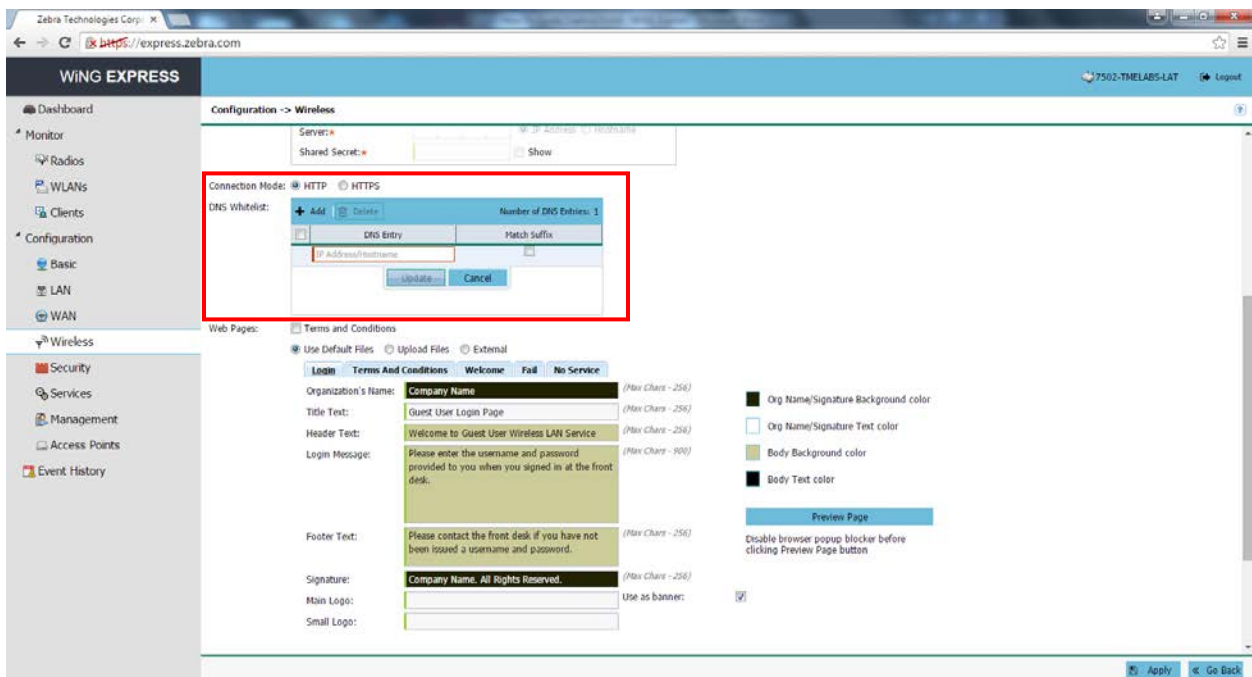 Zebra Technologies Corp
https://express.zebra.com
WiNG EXPRESS
7502-TMELABS-LAT Logout
Dashboard
Configuration -> Wireless
Monitor
Radios
WLANs
Clients
Configuration
Basic
LAN
WAN
Wireless
Security
Services
Management
Access Points
Event History
Server:* IP Address Hostname
Shared Secret:* Show
Connection Mode: HTTP HTTPS
DNS Whitelist:
Add Delete Number of DNS Entries: 1
DNS Entry Match Suffix
IP Address/Hostname
Update Cancel
Web Pages: Terms and Conditions
Use Default Files Upload Files External
Login Terms And Conditions Welcome Fail No Service
Organization's Name: Company Name (Max Chars - 256)
Title Text: Guest User Login Page (Max Chars - 256)
Header Text: Welcome to Guest User Wireless LAN Service (Max Chars - 256)
Login Message: Please enter the username and password (Max Chars - 900)
provided to you when you signed in at the front
desk.
Footer Text: Please contact the front desk if you have not (Max Chars - 256)
been issued a username and password.
Signature: Company Name. All Rights Reserved. (Max Chars - 256)
Main Logo: Use as banner:
Small Logo:
Org Name/Signature Background color
Org Name/Signature Text color
Body Background color
Body Text color
Preview Page
Disable browser popup blocker before
clicking Preview Page button
Apply Go Back